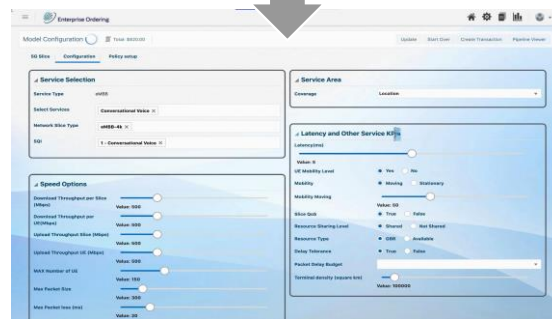 Enterprise Ordering
Model Configuration
Total: $620.00
Update Start Over Create Transaction Pipeline Viewer
5G Slice Configuration Policy setup
Service Selection
Service Type eMBB
Select Services Conversational Voice ×
Network Slice Type eMBB-4k ×
5QI 1 - Conversational Voice ×
Service Area
Coverage Location
Latency and Other Service KPIs
Latency(ms)
Value: 5
UE Mobility Level Yes No
Mobility Moving Stationary
Mobility Moving
Value: 50
Slice QoS True False
Resource Sharing Level Shared Not Shared
Resource Type GBR Available
Delay Tolerance True False
Packet Delay Budget
Terminal density (square km)
Value: 100000
Speed Options
Download Throughput per Slice (Mbps)
Value: 500
Download Throughput per UE(Mbps)
Value: 500
Upload Throughput Slice (Mbps)
Value: 500
Upload Throughput UE (Mbps)
Value: 500
MAX Number of UE
Value: 150
Max Packet Size
Value: 350
Max Packet loss (ms)
Value: 20